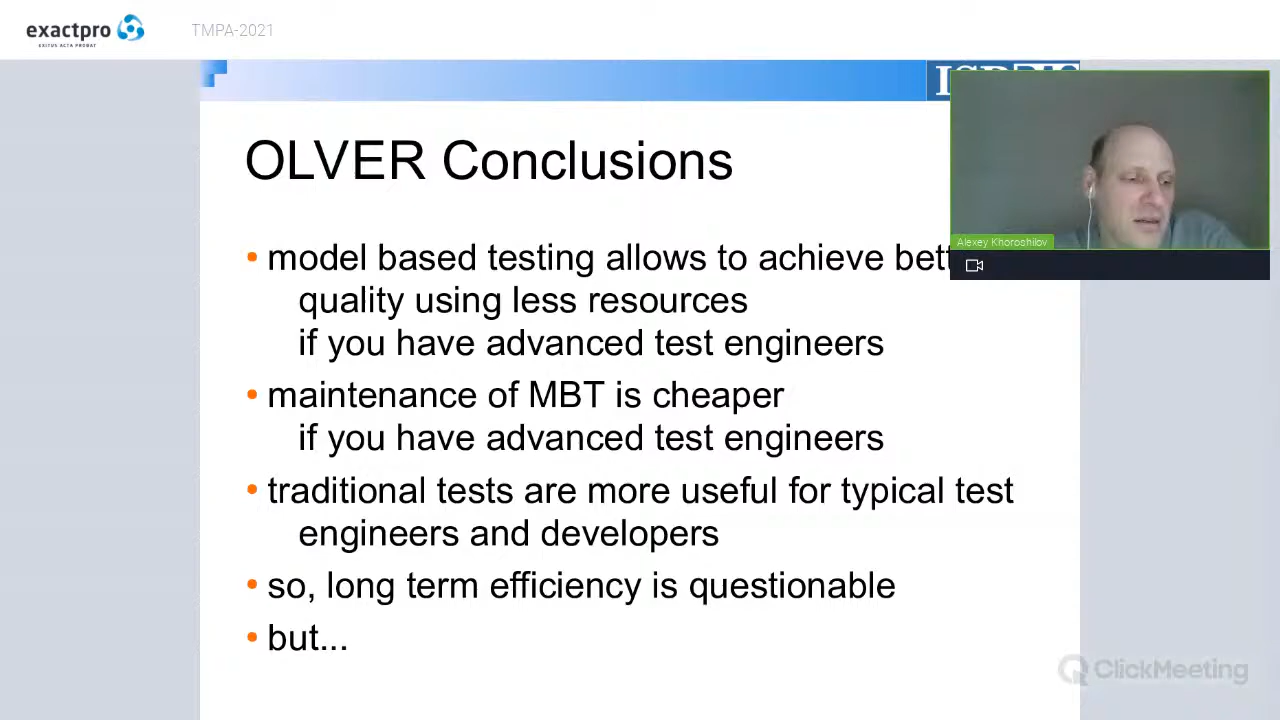 exactpro
EXITUS ACTA PROBAT
TMPA-2021
OLVER Conclusions
Alexey Khoroshilov
• model based testing allows to achieve
quality using less resources
if you have advanced test engineers
• maintenance of MBT is cheaper
if you have advanced test engineers
• traditional tests are more useful for typical test
engineers and developers
• so, long term efficiency is questionable
• but...
ClickMeeting